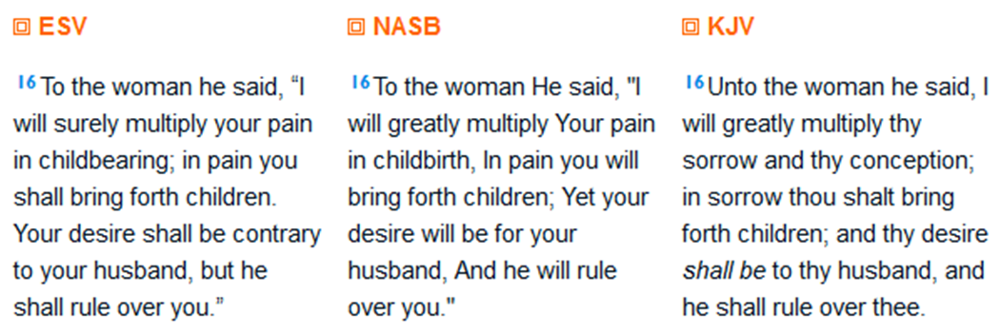 ESV
16 To the woman he said, “I
will surely multiply your pain
in childbearing; in pain you
shall bring forth children.
Your desire shall be contrary
to your husband, but he
shall rule over you.”
NASB
16 To the woman He said, "I
will greatly multiply Your pain
in childbirth, In pain you will
bring forth children; Yet your
desire will be for your
husband, And he will rule
over you."
KJV
16 Unto the woman he said, I
will greatly multiply thy
sorrow and thy conception;
in sorrow thou shalt bring
forth children; and thy desire
shall be to thy husband, and
he shall rule over thee.